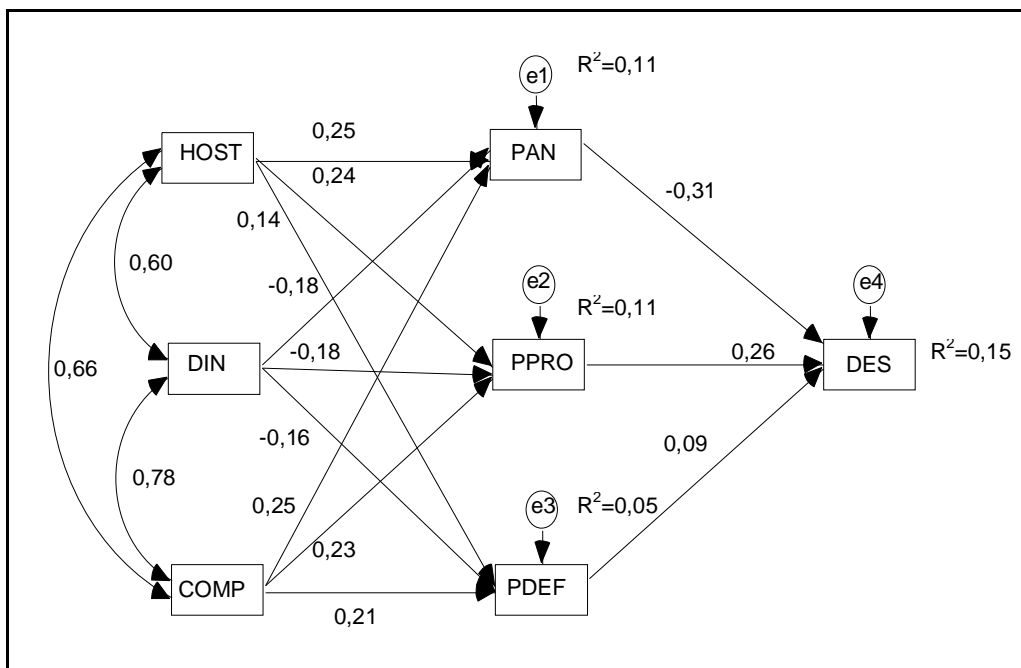 e1 R²=0,11
HOST 0,25 PAN
0,24
-0,31
0,14
0,60 -0,18 e2 e4
R²=0,11
0,66 DIN -0,18 PPRO 0,26 DES R²=0,15
-0,16 0,09
0,78
0,25 e3 R²=0,05
0,23
COMP PDEF
0,21